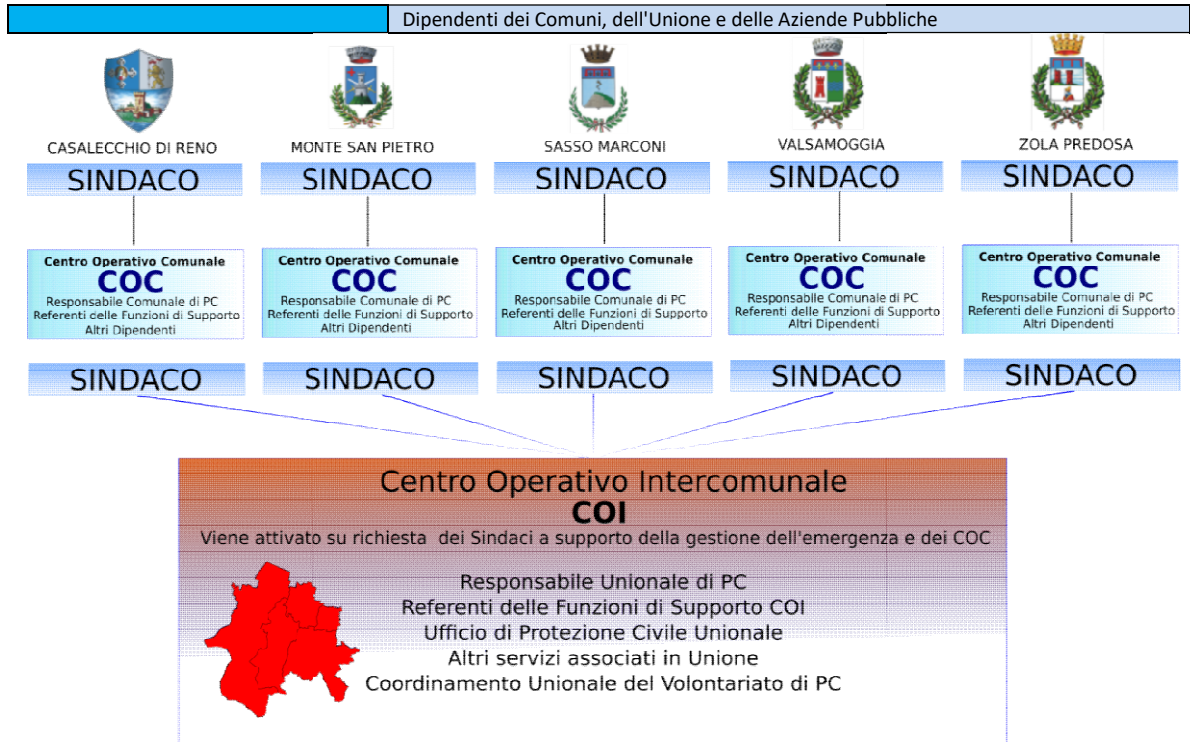 Dipendenti dei Comuni, dell'Unione e delle Aziende Pubbliche
CASALECCHIO DI RENO
MONTE SAN PIETRO
SASSO MARCONI
VALSAMOGGIA
ZOLA PREDOSA
SINDACO
SINDACO
SINDACO
SINDACO
SINDACO
Centro Operativo Comunale
COC
Responsabile Comunale di PC
Referenti delle Funzioni di Supporto
Altri Dipendenti
Centro Operativo Comunale
COC
Responsabile Comunale di PC
Referenti delle Funzioni di Supporto
Altri Dipendenti
Centro Operativo Comunale
COC
Responsabile Comunale di PC
Referenti delle Funzioni di Supporto
Altri Dipendenti
Centro Operativo Comunale
COC
Responsabile Comunale di PC
Referenti delle Funzioni di Supporto
Altri Dipendenti
Centro Operativo Comunale
COC
Responsabile Comunale di PC
Referenti delle Funzioni di Supporto
Altri Dipendenti
SINDACO
SINDACO
SINDACO
SINDACO
SINDACO
Centro Operativo Intercomunale
COI
Viene attivato su richiesta dei Sindaci a supporto della gestione dell'emergenza e dei COC
Responsabile Unionale di PC
Referenti delle Funzioni di Supporto COI
Ufficio di Protezione Civile Unionale
Altri servizi associati in Unione
Coordinamento Unionale del Volontariato di PC